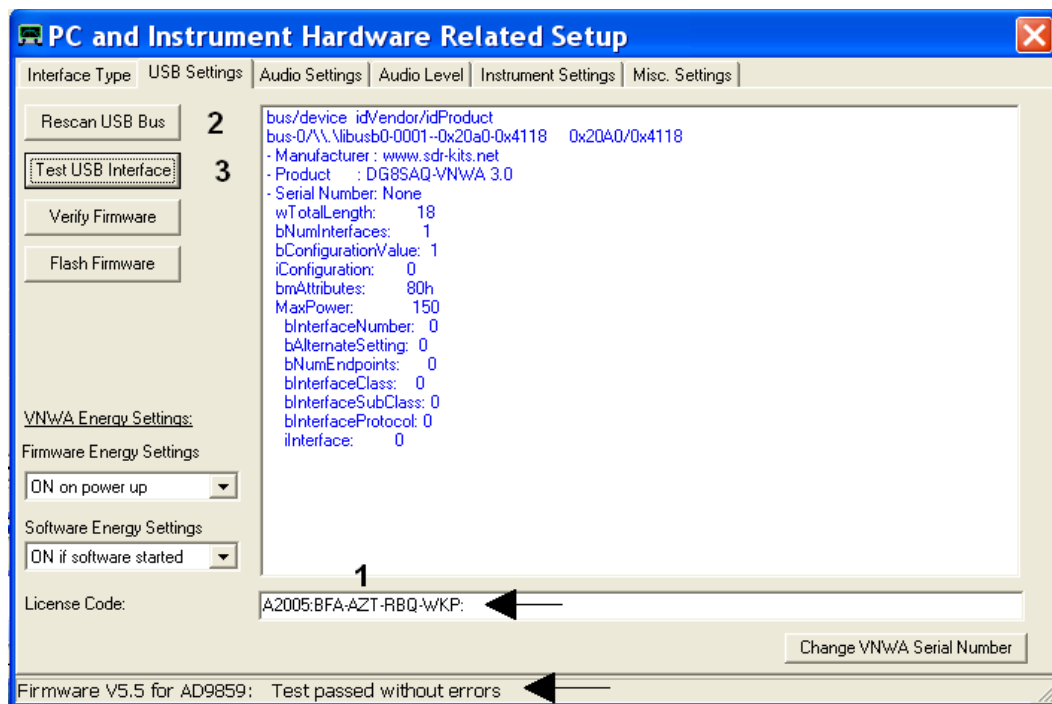 PC and Instrument Hardware Related Setup
Interface Type USB Settings Audio Settings Audio Level Instrument Settings Misc. Settings
Rescan USB Bus 2
Test USB Interface 3
Verify Firmware
Flash Firmware
bus/device idVendor/idProduct
bus-0/\\.\libusb0-0001--0x20a0-0x4118 0x20A0/0x4118
- Manufacturer : www.sdr-kits.net
- Product : DG8SAQ-VNWA 3.0
- Serial Number: None
wTotalLength: 18
bNumInterfaces: 1
bConfigurationValue: 1
iConfiguration: 0
bmAttributes: 80h
MaxPower: 150
bInterfaceNumber: 0
bAlternateSetting: 0
bNumEndpoints: 0
bInterfaceClass: 0
bInterfaceSubClass: 0
bInterfaceProtocol: 0
iInterface: 0
VNWA Energy Settings:
Firmware Energy Settings
ON on power up
Software Energy Settings
ON if software started
1
License Code: A2005:BFA-AZT-RBQ-WKP:
Change VNWA Serial Number
Firmware V5.5 for AD9859: Test passed without errors